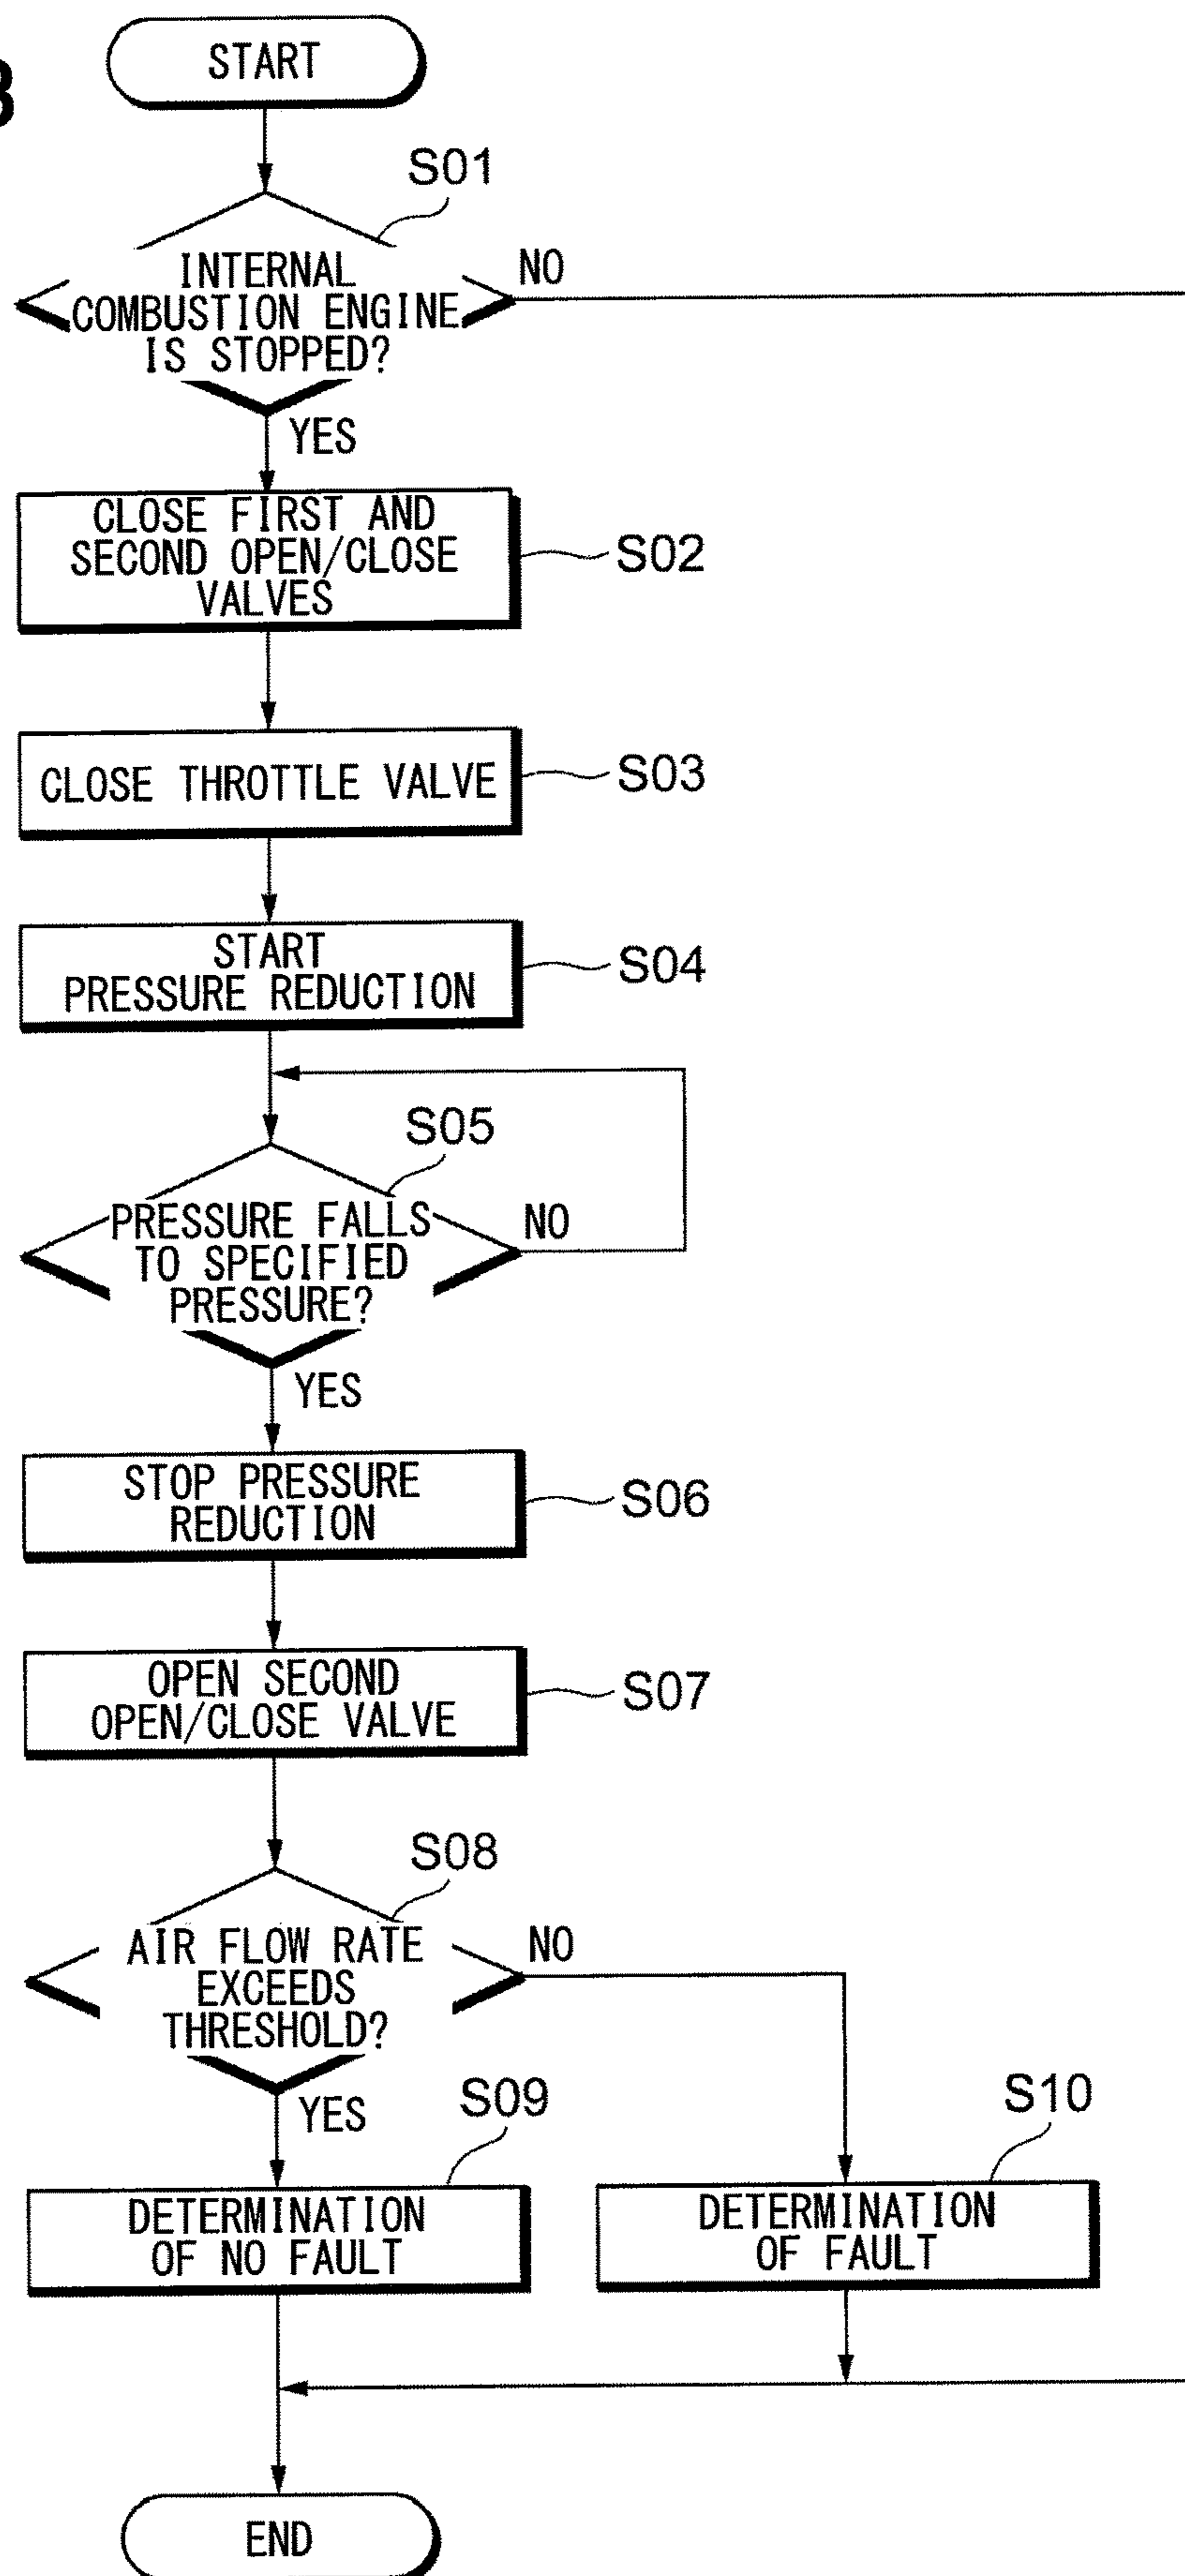 START
S01
INTERNAL
COMBUSTION ENGINE
IS STOPPED?
NO
YES
CLOSE FIRST AND
SECOND OPEN/CLOSE
VALVES
S02
CLOSE THROTTLE VALVE
S03
START
PRESSURE REDUCTION
S04
S05
PRESSURE FALLS
TO SPECIFIED
PRESSURE?
NO
YES
STOP PRESSURE
REDUCTION
S06
OPEN SECOND
OPEN/CLOSE VALVE
S07
S08
AIR FLOW RATE
EXCEEDS
THRESHOLD?
NO
YES
S09
DETERMINATION
OF NO FAULT
S10
DETERMINATION
OF FAULT
END